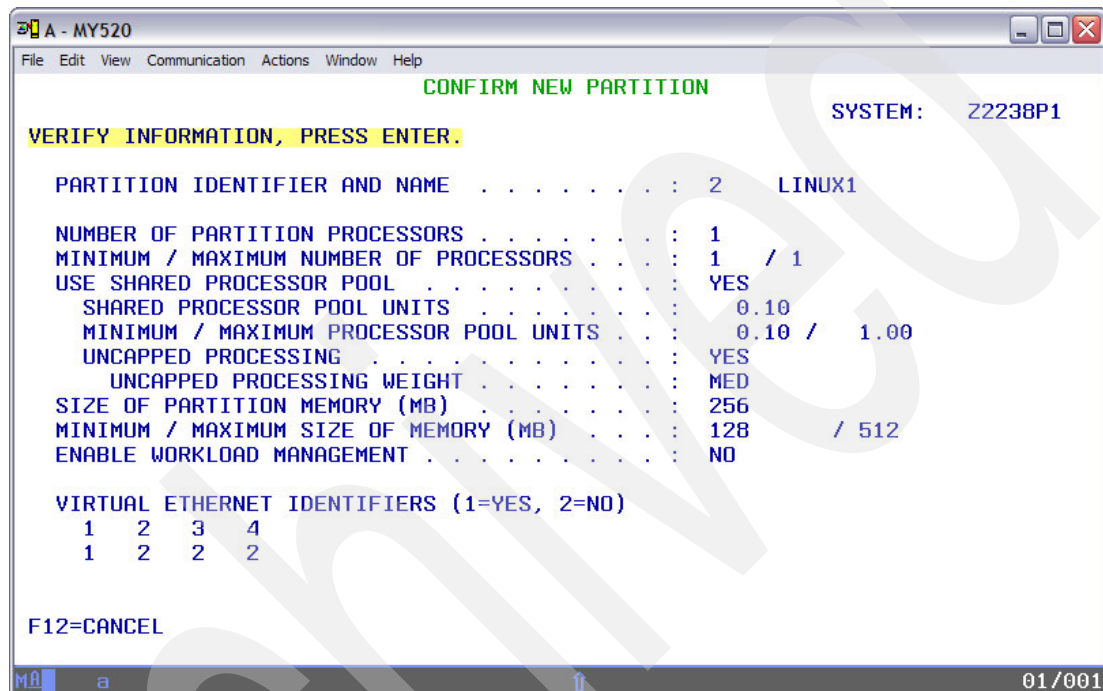 A - MY520
File Edit View Communication Actions Window Help
CONFIRM NEW PARTITION
SYSTEM: Z2238P1
VERIFY INFORMATION, PRESS ENTER.
PARTITION IDENTIFIER AND NAME . . . . . . . : 2 LINUX1
NUMBER OF PARTITION PROCESSORS . . . . . . . : 1
MINIMUM / MAXIMUM NUMBER OF PROCESSORS . . . : 1 / 1
USE SHARED PROCESSOR POOL . . . . . . . . . : YES
SHARED PROCESSOR POOL UNITS . . . . . . . : 0.10
MINIMUM / MAXIMUM PROCESSOR POOL UNITS . . : 0.10 / 1.00
UNCAPPED PROCESSING . . . . . . . . . . . : YES
UNCAPPED PROCESSING WEIGHT . . . . . . . : MED
SIZE OF PARTITION MEMORY (MB) . . . . . . . : 256
MINIMUM / MAXIMUM SIZE OF MEMORY (MB) . . . : 128 / 512
ENABLE WORKLOAD MANAGEMENT . . . . . . . . . : NO
VIRTUAL ETHERNET IDENTIFIERS (1=YES, 2=NO)
1 2 3 4
1 2 2 2
F12=CANCEL
MA a 01/001